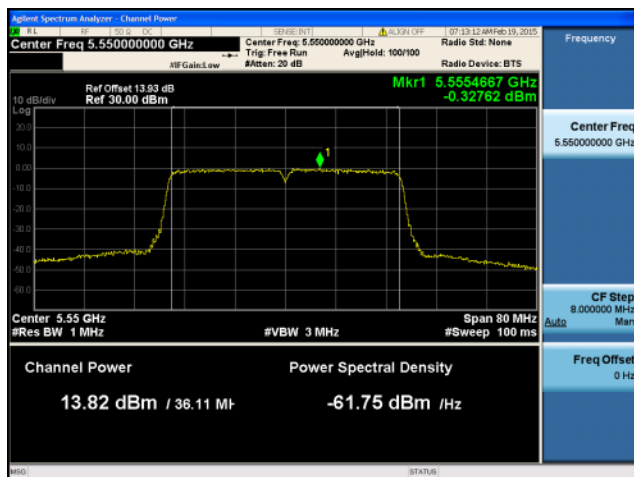 Agilent Spectrum Analyzer - Channel Power
RL RF 50 Ω DC SENSE:INT ALIGN OFF 07:13:12 AM Feb 19, 2015
Center Freq 5.550000000 GHz
Center Freq: 5.550000000 GHz Radio Std: None
Trig: Free Run Avg|Hold: 100/100
#IFGain:Low #Atten: 20 dB Radio Device: BTS
Mkr1 5.5554667 GHz
-0.32762 dBm
Ref Offset 13.93 dB
10 dB/div Ref 30.00 dBm
Log
20.0
10.0
0.00
-10.0
-20.0
-30.0
-40.0
-50.0
-60.0
1
Center 5.55 GHz Span 80 MHz
#Res BW 1 MHz #VBW 3 MHz #Sweep 100 ms
Channel Power Power Spectral Density
13.82 dBm / 36.11 MH -61.75 dBm /Hz
MSG STATUS
Frequency
Center Freq
5.550000000 GHz
CF Step
8.000000 MHz
Auto Man
Freq Offset
0 Hz